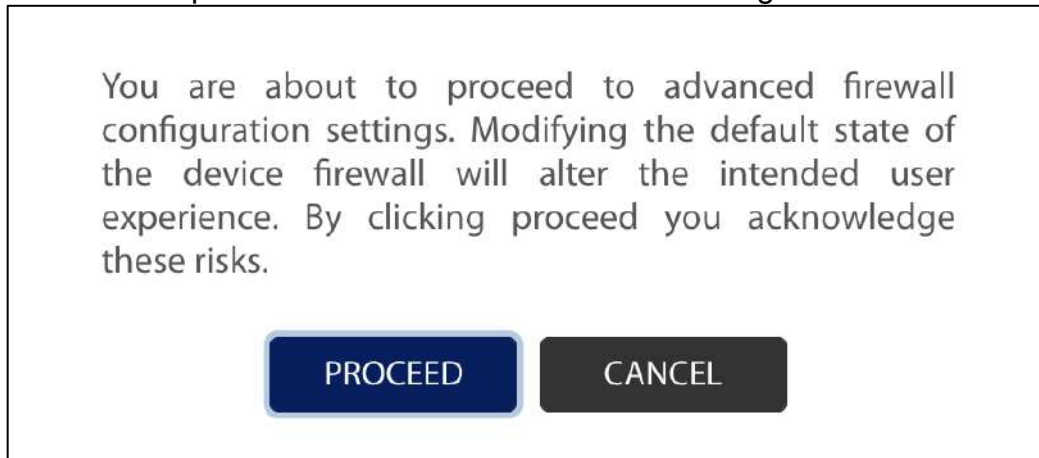 You are about to proceed to advanced firewall
configuration settings. Modifying the default state of
the device firewall will alter the intended user
experience. By clicking proceed you acknowledge
these risks.
PROCEED CANCEL